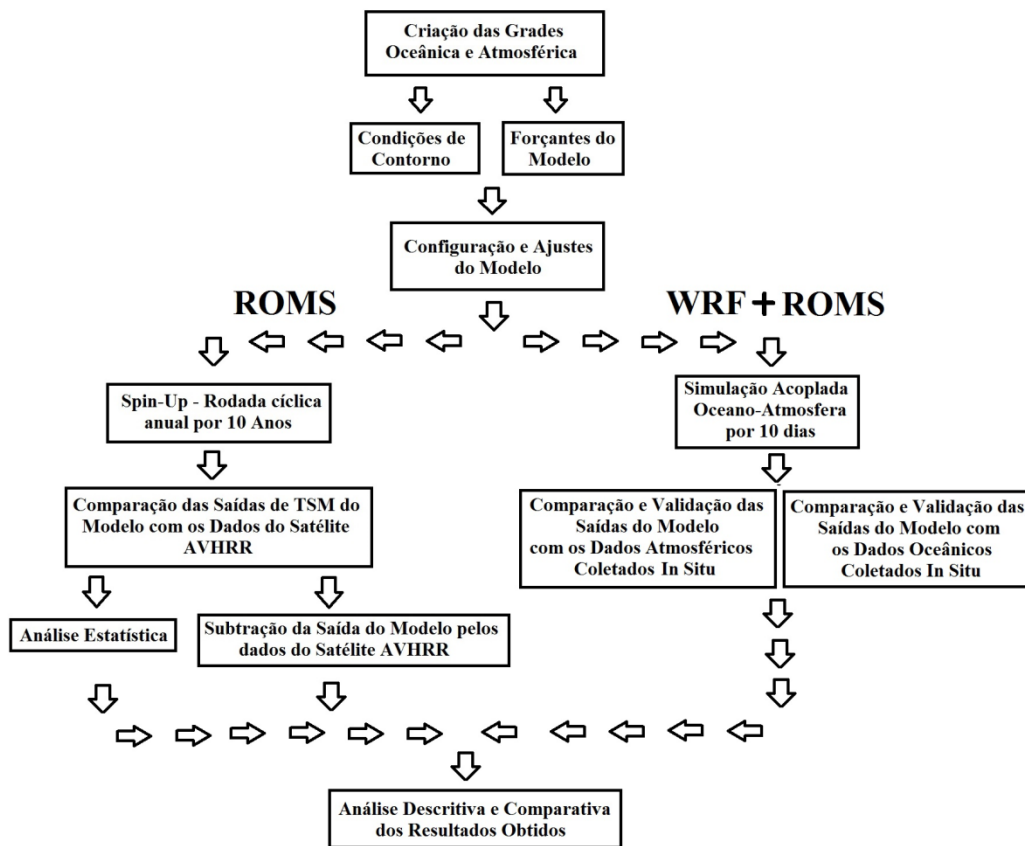 Criação das Grades
Oceânica e Atmosférica
Condições de
Contorno
Forçantes do
Modelo
Configuração e Ajustes
do Modelo
ROMS
WRF + ROMS
Spin-Up - Rodada cíclica
anual por 10 Anos
Simulação Acoplada
Oceano-Atmosfera
por 10 dias
Comparação das Saídas de TSM do
Modelo com os Dados do Satélite
AVHRR
Comparação e Validação das
Saídas do Modelo
com os Dados Atmosféricos
Coletados In Situ
Comparação e Validação das
Saídas do Modelo com
os Dados Oceânicos
Coletados In Situ
Análise Estatística
Subtração da Saída do Modelo pelos
dados do Satélite AVHRR
Análise Descritiva e Comparativa
dos Resultados Obtidos